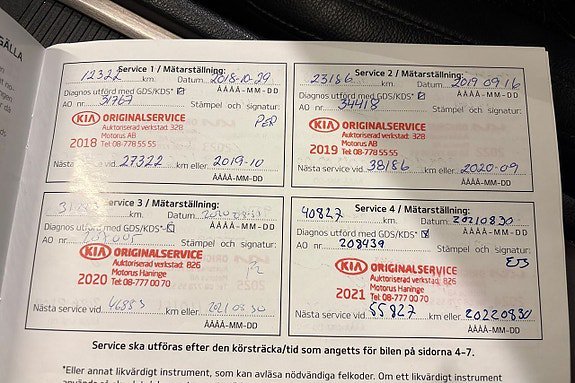 GÄLLA
Service 1 / Mätarställning:
12322 km. Datum 2018-10-29
ÅÅÅÅ-MM-DD
Diagnos utförd med GDS/KDS*
AO nr. 31767 Stämpel och signatur:
KIA ORIGINALSERVICE
Auktoriserad verkstad: 328
Motorus AB
2018 Tel: 08-778 55 55
Nästa service vid 27322 km eller 2019-10
ÅÅÅÅ-MM-DD
Service 2 / Mätarställning:
23186 km. Datum 2019 09 16
ÅÅÅÅ-MM-DD
Diagnos utförd med GDS/KDS*
AO nr. 34418 Stämpel och signatur:
KIA ORIGINALSERVICE
Auktoriserad verkstad: 328
Motorus AB
2019 Tel: 08-778 55 55
Nästa service vid 38186 km eller 2020-09
ÅÅÅÅ-MM-DD
Service 3 / Mätarställning:
km. Datum
ÅÅÅÅ-MM-DD
Diagnos utförd med GDS/KDS*
AO nr. Stämpel och signatur:
KIA ORIGINALSERVICE
Auktoriserad verkstad: 826
Motorus Haninge
2020 Tel: 08-777 00 70
Nästa service vid km eller
ÅÅÅÅ-MM-DD
Service 4 / Mätarställning:
40827 km. Datum 20210830
ÅÅÅÅ-MM-DD
Diagnos utförd med GDS/KDS*
AO nr. 208439 Stämpel och signatur:
KIA ORIGINALSERVICE
Auktoriserad verkstad: 826
Motorus Haninge
2021 Tel: 08-777 00 70
Nästa service vid 55827 km eller 20220830
ÅÅÅÅ-MM-DD
Service ska utföras efter den körsträcka/tid som angetts för bilen på sidorna 4-7.
*Eller annat likvärdigt instrument, som kan avläsa nödvändiga felkoder. Om ett likvärdigt instrument